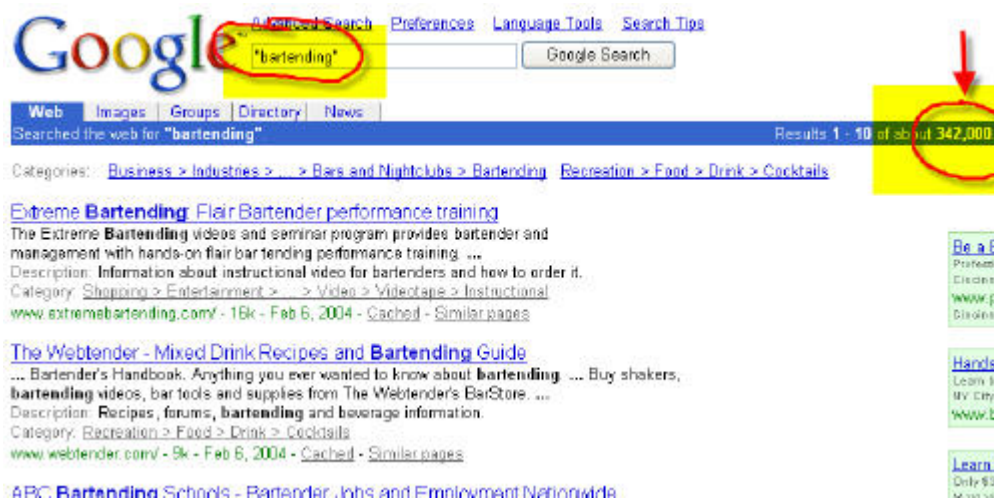 Google Advanced Search Preferences Language Tools Search Tips
"bartending" Google Search
Web Images Groups Directory News
Searched the web for "bartending" Results 1 - 10 of about 342,000
Categories: Business > Industries > ... > Bars and Nightclubs > Bartending Recreation > Food > Drink > Cocktails
Extreme Bartending: Flair Bartender performance training
The Extreme Bartending videos and seminar program provides bartender and
management with hands-on flair bar tending performance training. ...
Description: Information about instructional video for bartenders and how to order it.
Category: Shopping > Entertainment > ... > Video > Videotape > Instructional
www.extremebartending.com/ - 16k - Feb 6, 2004 - Cached - Similar pages
The Webtender - Mixed Drink Recipes and Bartending Guide
... Bartender's Handbook. Anything you ever wanted to know about bartending. ... Buy shakers,
bartending videos, bar tools and supplies from The Webtender's BarStore. ...
Description: Recipes, forums, bartending and beverage information.
Category: Recreation > Food > Drink > Cocktails
www.webtender.com/ - 9k - Feb 6, 2004 - Cached - Similar pages
ABC Bartending Schools - Bartender Jobs and Employment Nationwide
Be a
Hands
Learn
NY City
Learn
Only